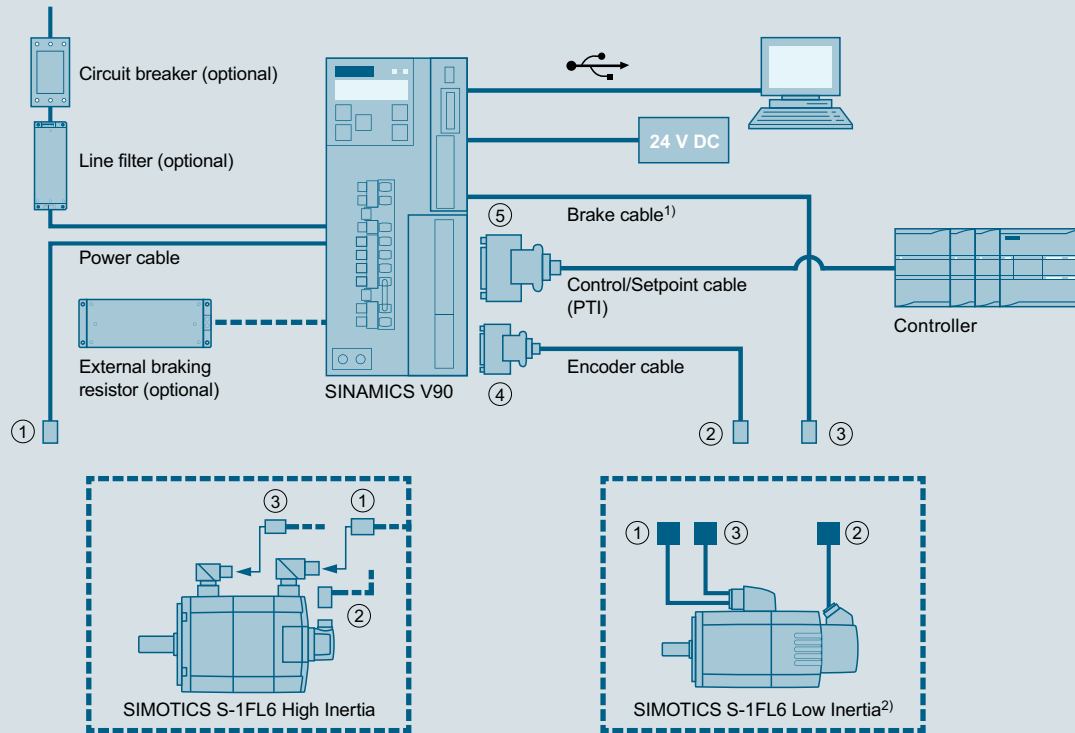 Circuit breaker (optional)
24 V DC
Line filter (optional)
⑤
Brake cable1)
Power cable
Control/Setpoint cable
(PTI)
Controller
External braking
resistor (optional)
SINAMICS V90
④
Encoder cable
①
②
③
③
①
②
SIMOTICS S-1FL6 High Inertia
①
③
②
SIMOTICS S-1FL6 Low Inertia2)